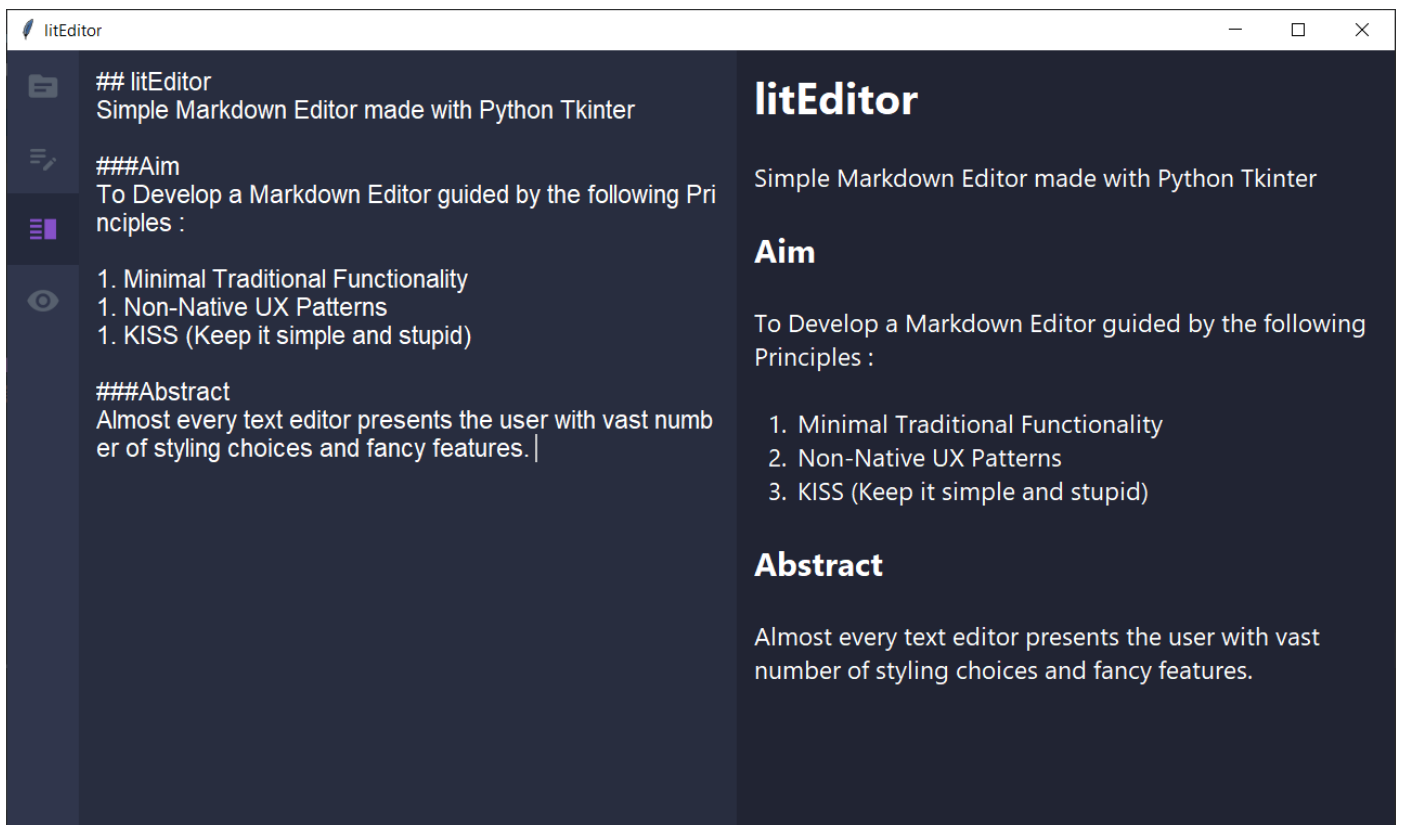 litEditor
## litEditor
Simple Markdown Editor made with Python Tkinter
###Aim
To Develop a Markdown Editor guided by the following Pri
nciples :
1. Minimal Traditional Functionality
1. Non-Native UX Patterns
1. KISS (Keep it simple and stupid)
###Abstract
Almost every text editor presents the user with vast numb
er of styling choices and fancy features.
litEditor
Simple Markdown Editor made with Python Tkinter
Aim
To Develop a Markdown Editor guided by the following
Principles :
1. Minimal Traditional Functionality
2. Non-Native UX Patterns
3. KISS (Keep it simple and stupid)
Abstract
Almost every text editor presents the user with vast
number of styling choices and fancy features.